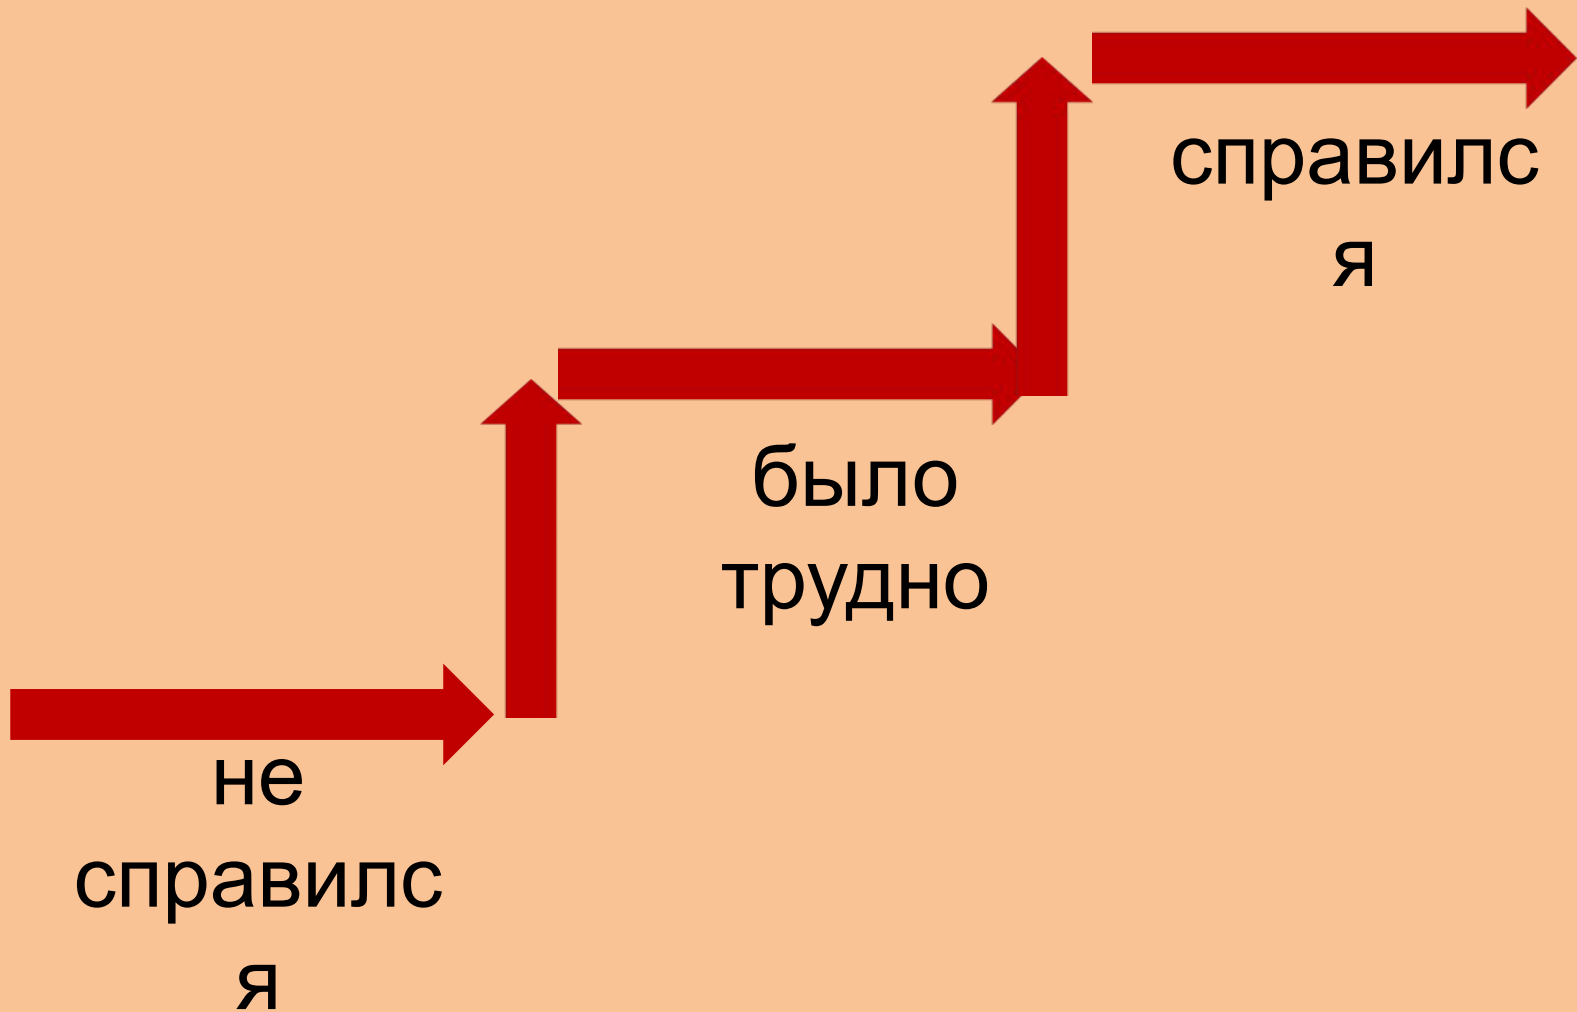 справилс
я
было
трудно
не
справилс
я